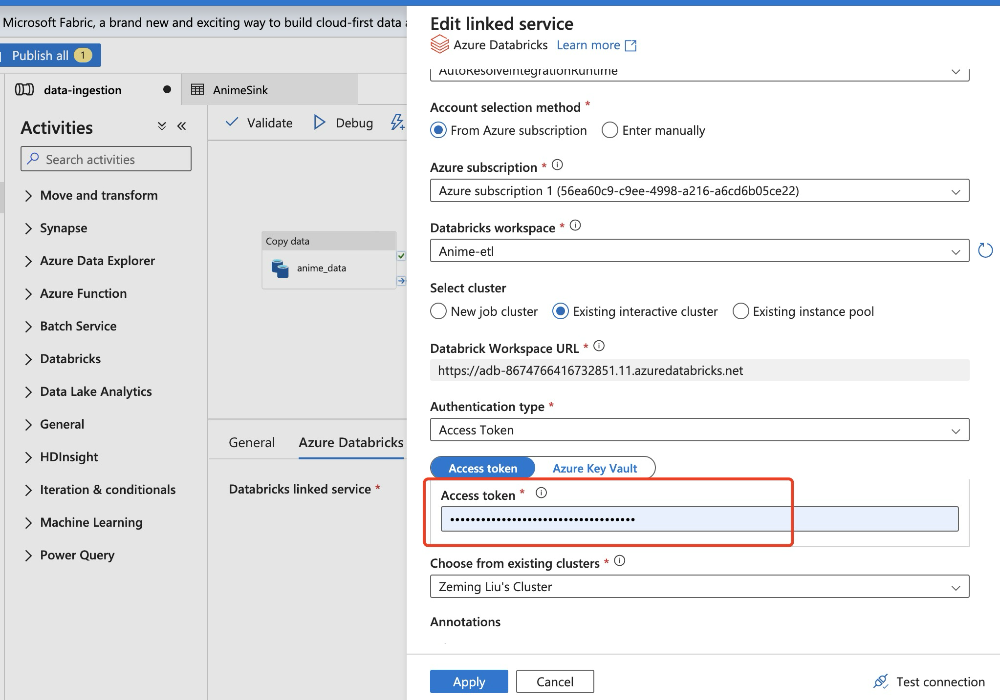 Microsoft Fabric, a brand new and exciting way to build cloud-first data
Publish all 1
data-ingestion
AnimeSink
Activities
Validate
Debug
Search activities
Move and transform
Synapse
Azure Data Explorer
Azure Function
Batch Service
Databricks
Data Lake Analytics
General
HDInsight
Iteration & conditionals
Machine Learning
Power Query
Copy data
anime_data
General
Azure Databricks
Databricks linked service *
Edit linked service
Azure Databricks Learn more
AutoResolveIntegrationRuntime
Account selection method *
From Azure subscription
Enter manually
Azure subscription *
Azure subscription 1 (56ea60c9-c9ee-4998-a216-a6cd6b05ce22)
Databricks workspace *
Anime-etl
Select cluster
New job cluster
Existing interactive cluster
Existing instance pool
Databrick Workspace URL *
https://adb-8674766416732851.11.azuredatabricks.net
Authentication type *
Access Token
Access token
Azure Key Vault
Access token *
Choose from existing clusters *
Zeming Liu's Cluster
Annotations
Apply
Cancel
Test connection